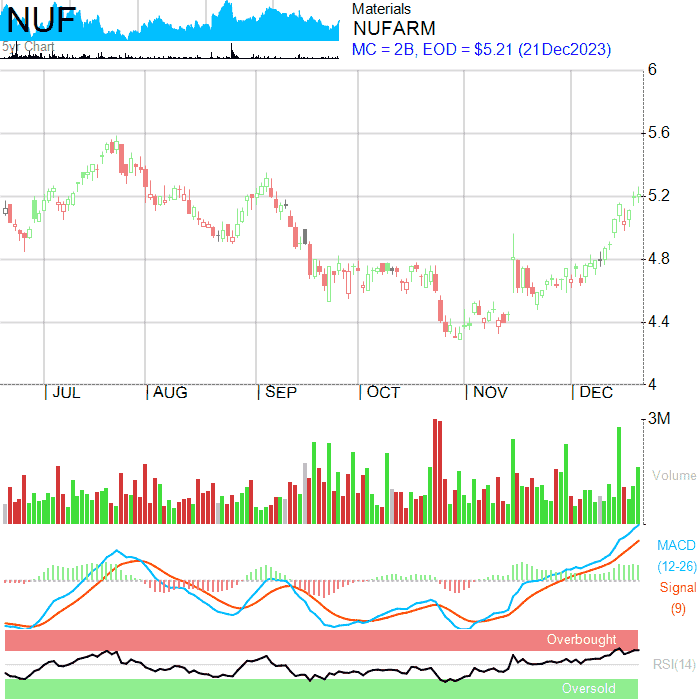 NUF
5yr Chart
Materials
NUFARM
MC = 2B, EOD = $5.21 (21Dec2023)
6
5.6
5.2
4.8
4.4
4
JUL AUG SEP OCT NOV DEC
3M
Volume
MACD
(12-26)
Signal
(9)
Overbought
RSI(14)
Oversold